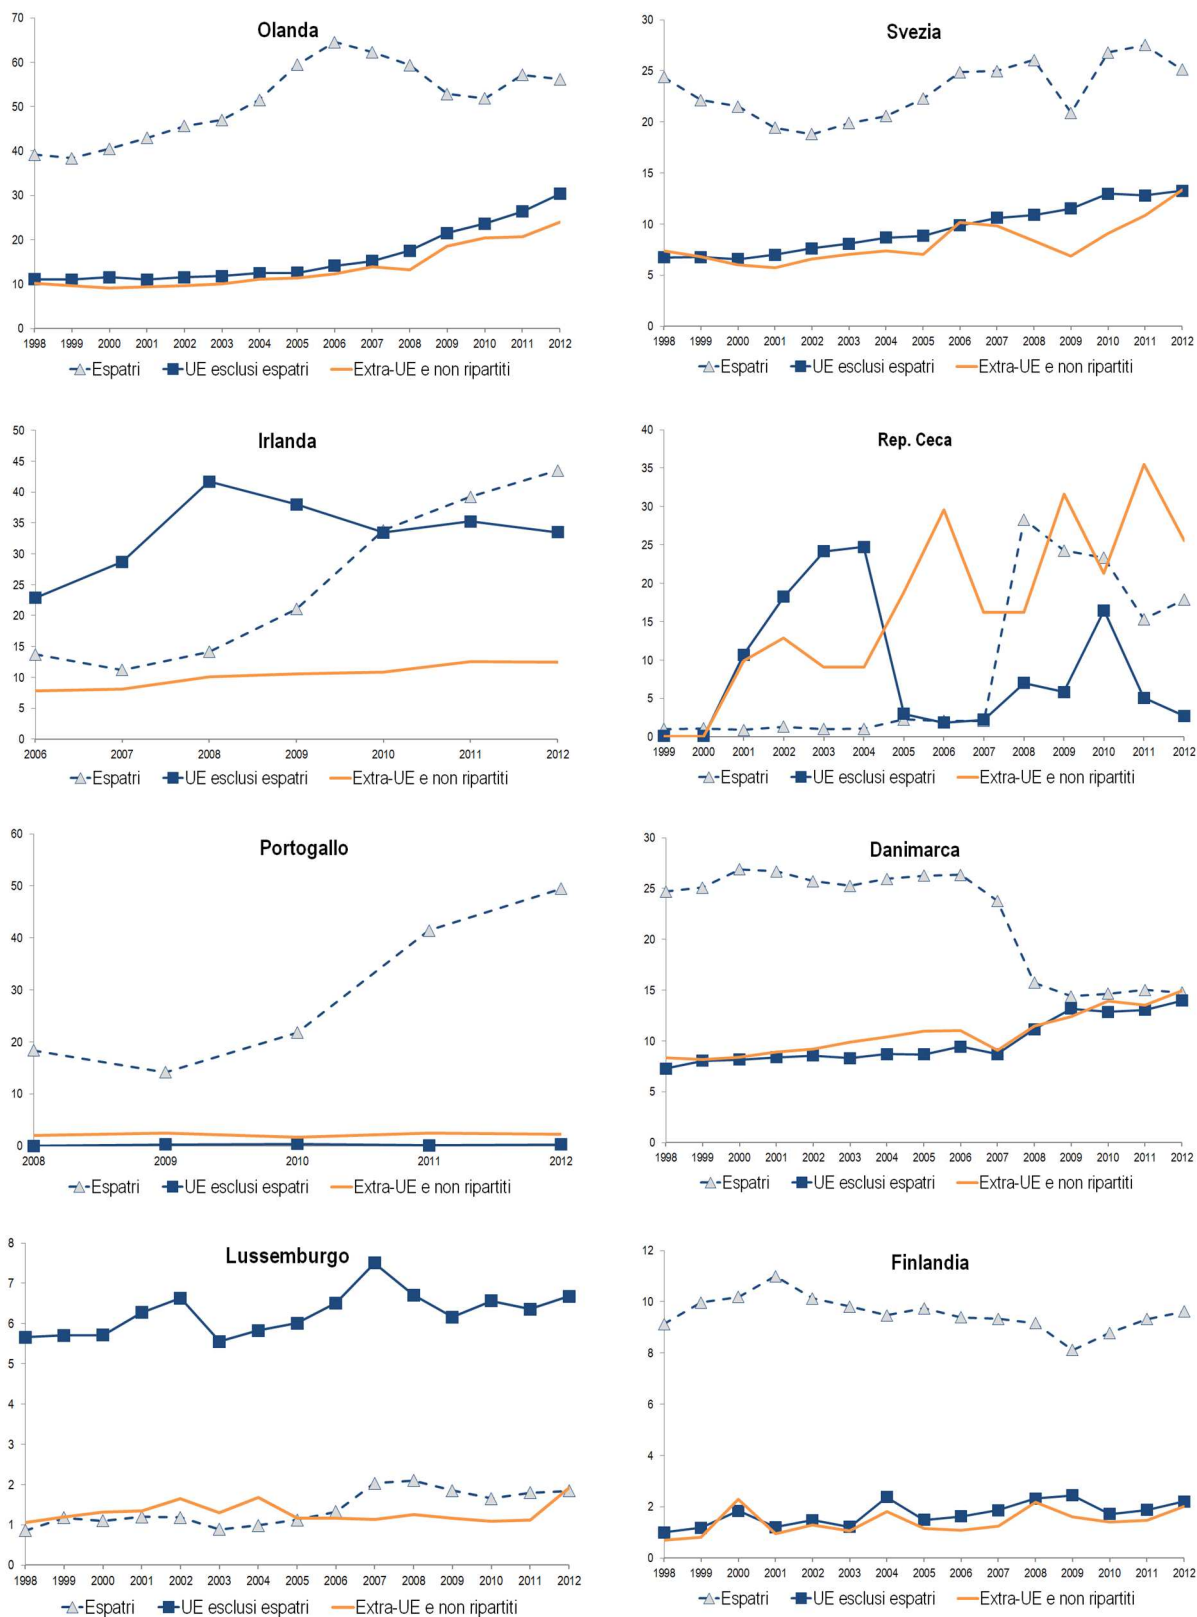 Olanda
70
60
50
40
30
20
10
0
1998 1999 2000 2001 2002 2003 2004 2005 2006 2007 2008 2009 2010 2011 2012
Espatri UE esclusi espatri Extra-UE e non ripartiti
Svezia
30
25
20
15
10
5
0
1998 1999 2000 2001 2002 2003 2004 2005 2006 2007 2008 2009 2010 2011 2012
Espatri UE esclusi espatri Extra-UE e non ripartiti
Irlanda
50
45
40
35
30
25
20
15
10
5
0
2006 2007 2008 2009 2010 2011 2012
Espatri UE esclusi espatri Extra-UE e non ripartiti
Rep. Ceca
40
35
30
25
20
15
10
5
0
1999 2000 2001 2002 2003 2004 2005 2006 2007 2008 2009 2010 2011 2012
Espatri UE esclusi espatri Extra-UE e non ripartiti
Portogallo
60
50
40
30
20
10
0
2008 2009 2010 2011 2012
Espatri UE esclusi espatri Extra-UE e non ripartiti
Danimarca
30
25
20
15
10
5
0
1998 1999 2000 2001 2002 2003 2004 2005 2006 2007 2008 2009 2010 2011 2012
Espatri UE esclusi espatri Extra-UE e non ripartiti
Lussemburgo
8
7
6
5
4
3
2
1
0
1998 1999 2000 2001 2002 2003 2004 2005 2006 2007 2008 2009 2010 2011 2012
Espatri UE esclusi espatri Extra-UE e non ripartiti
Finlandia
12
10
8
6
4
2
0
1998 1999 2000 2001 2002 2003 2004 2005 2006 2007 2008 2009 2010 2011 2012
Espatri UE esclusi espatri Extra-UE e non ripartiti